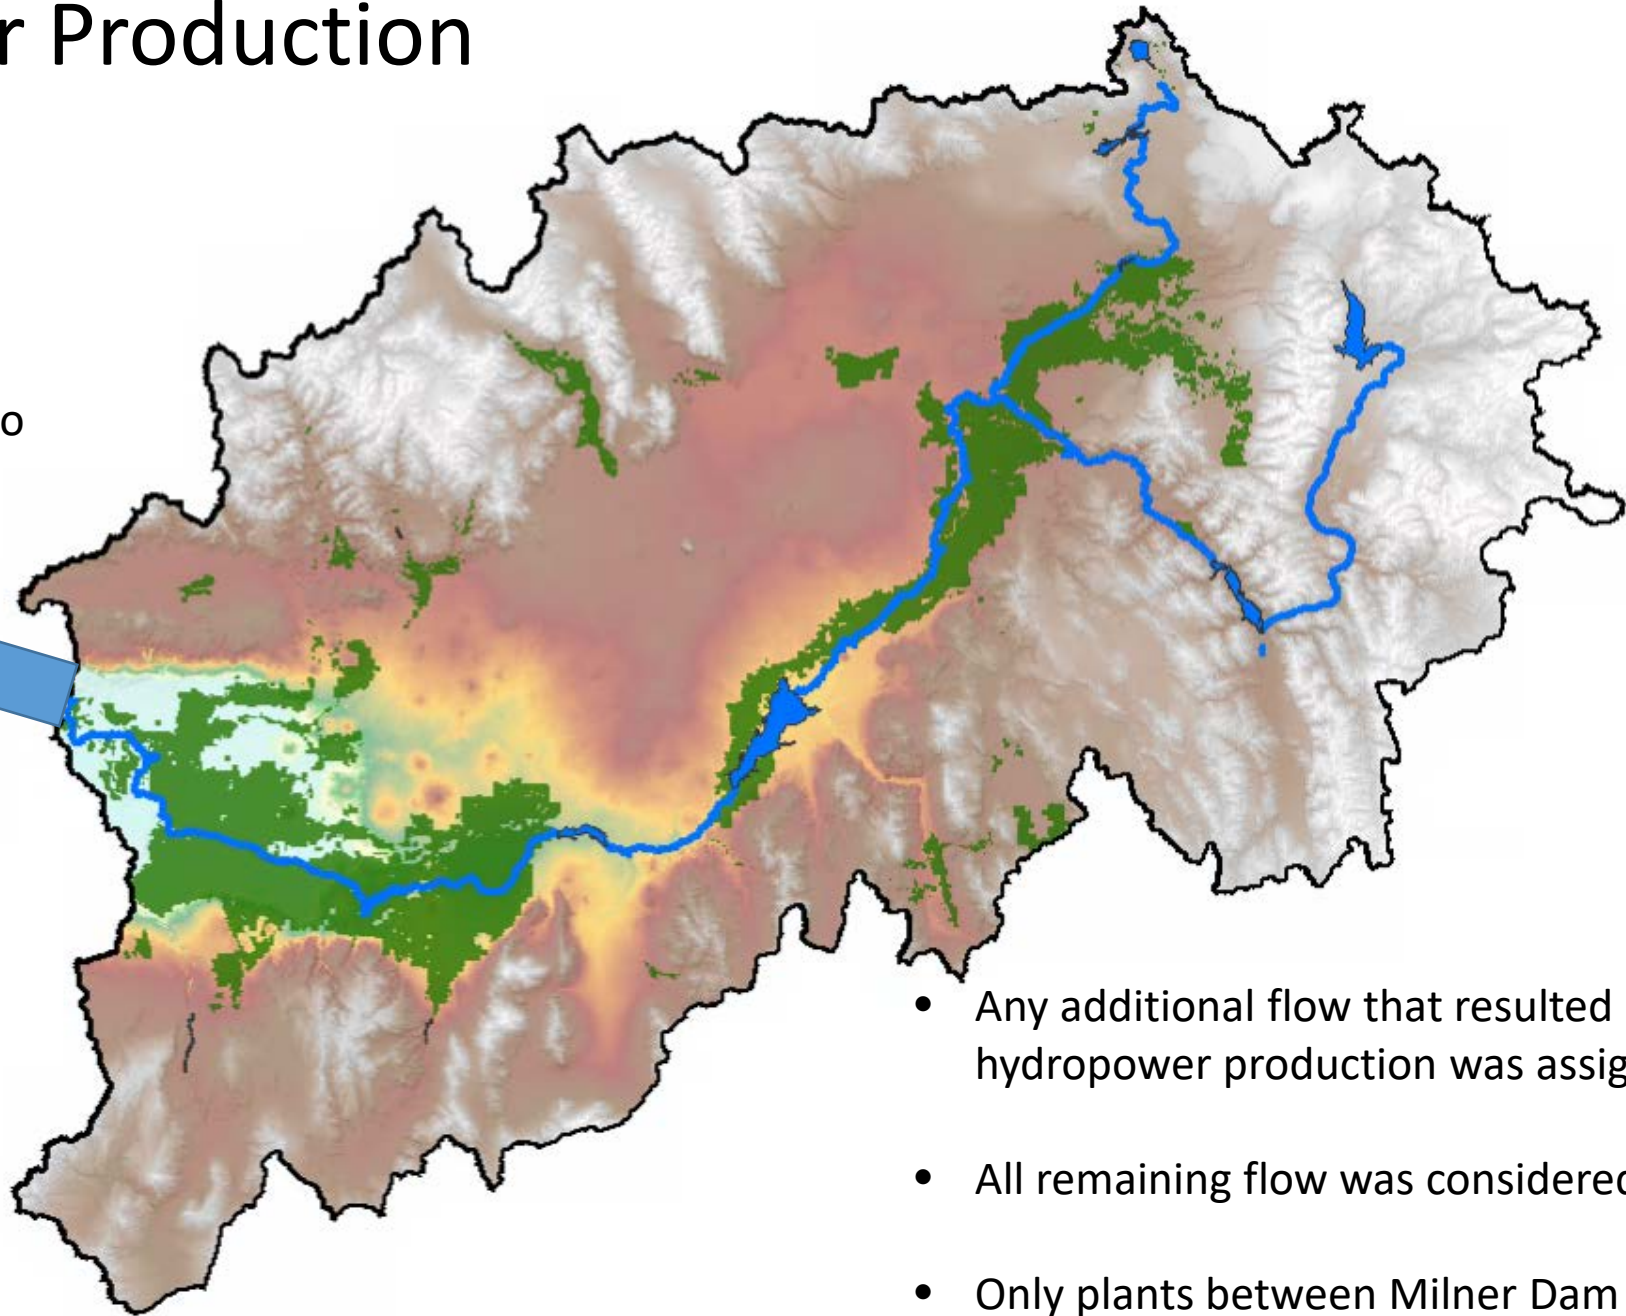 r Production
o
• Any additional flow that resulted
hydropower production was assig
• All remaining flow was considered
• Only plants between Milner Dam